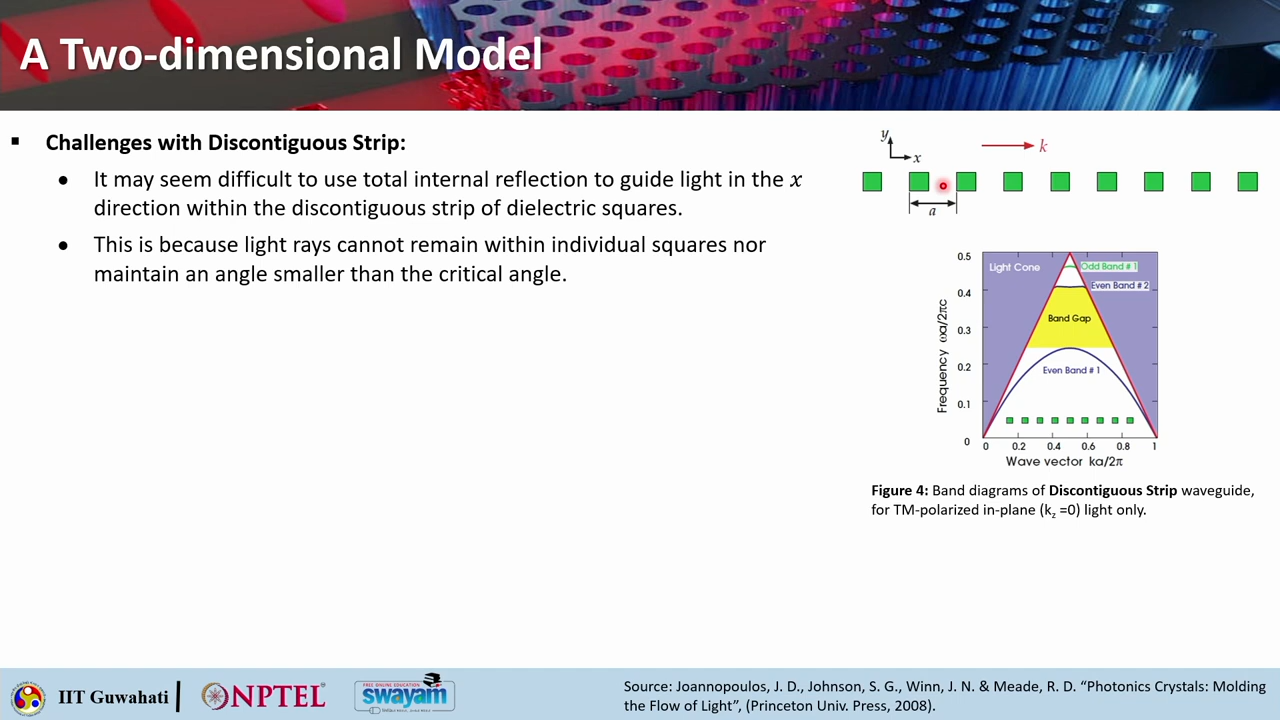 A Two-dimensional Model
▪ Challenges with Discontiguous Strip:
• It may seem difficult to use total internal reflection to guide light in the x
direction within the discontiguous strip of dielectric squares.
• This is because light rays cannot remain within individual squares nor
maintain an angle smaller than the critical angle.
y
x
k
a
0.5
0.4
0.3
0.2
0.1
0
Frequency ωa/2πc
Light Cone
Odd Band # 1
Even Band # 2
Band Gap
Even Band # 1
0 0.2 0.4 0.6 0.8 1
Wave vector ka/2π
Figure 4: Band diagrams of Discontiguous Strip waveguide,
for TM-polarized in-plane (kz =0) light only.
IIT Guwahati
NPTEL
FREE ONLINE EDUCATION
swayam
Source: Joannopoulos, J. D., Johnson, S. G., Winn, J. N. & Meade, R. D. “Photonics Crystals: Molding
the Flow of Light”, (Princeton Univ. Press, 2008).